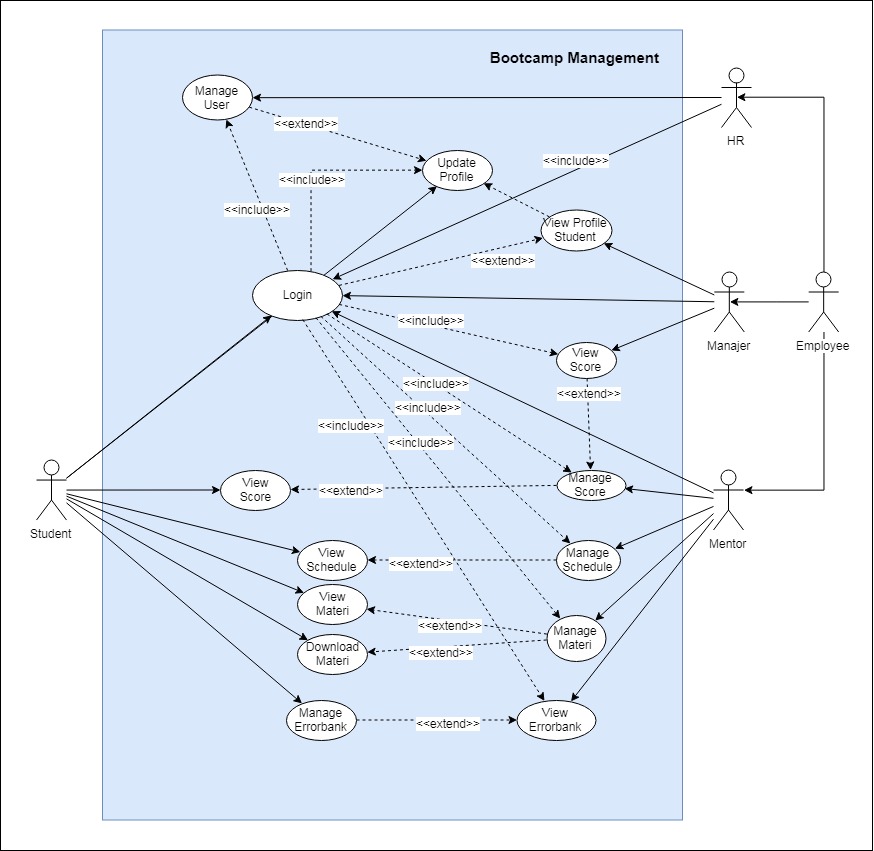 Bootcamp Management
Manage
User
<<extend>>
HR
Update
Profile
<<include>>
<<include>>
<<include>>
View Profile
Student
<<extend>>
Login
<<include>>
Manajer
Employee
View
Score
<<include>>
<<extend>>
<<include>>
<<include>>
<<include>>
View
Score
<<extend>>
Manage
Score
Student
Mentor
View
Schedule
<<extend>>
Manage
Schedule
View
Materi
<<extend>>
Manage
Materi
Download
Materi
<<extend>>
Manage
Errorbank
<<extend>>
View
Errorbank